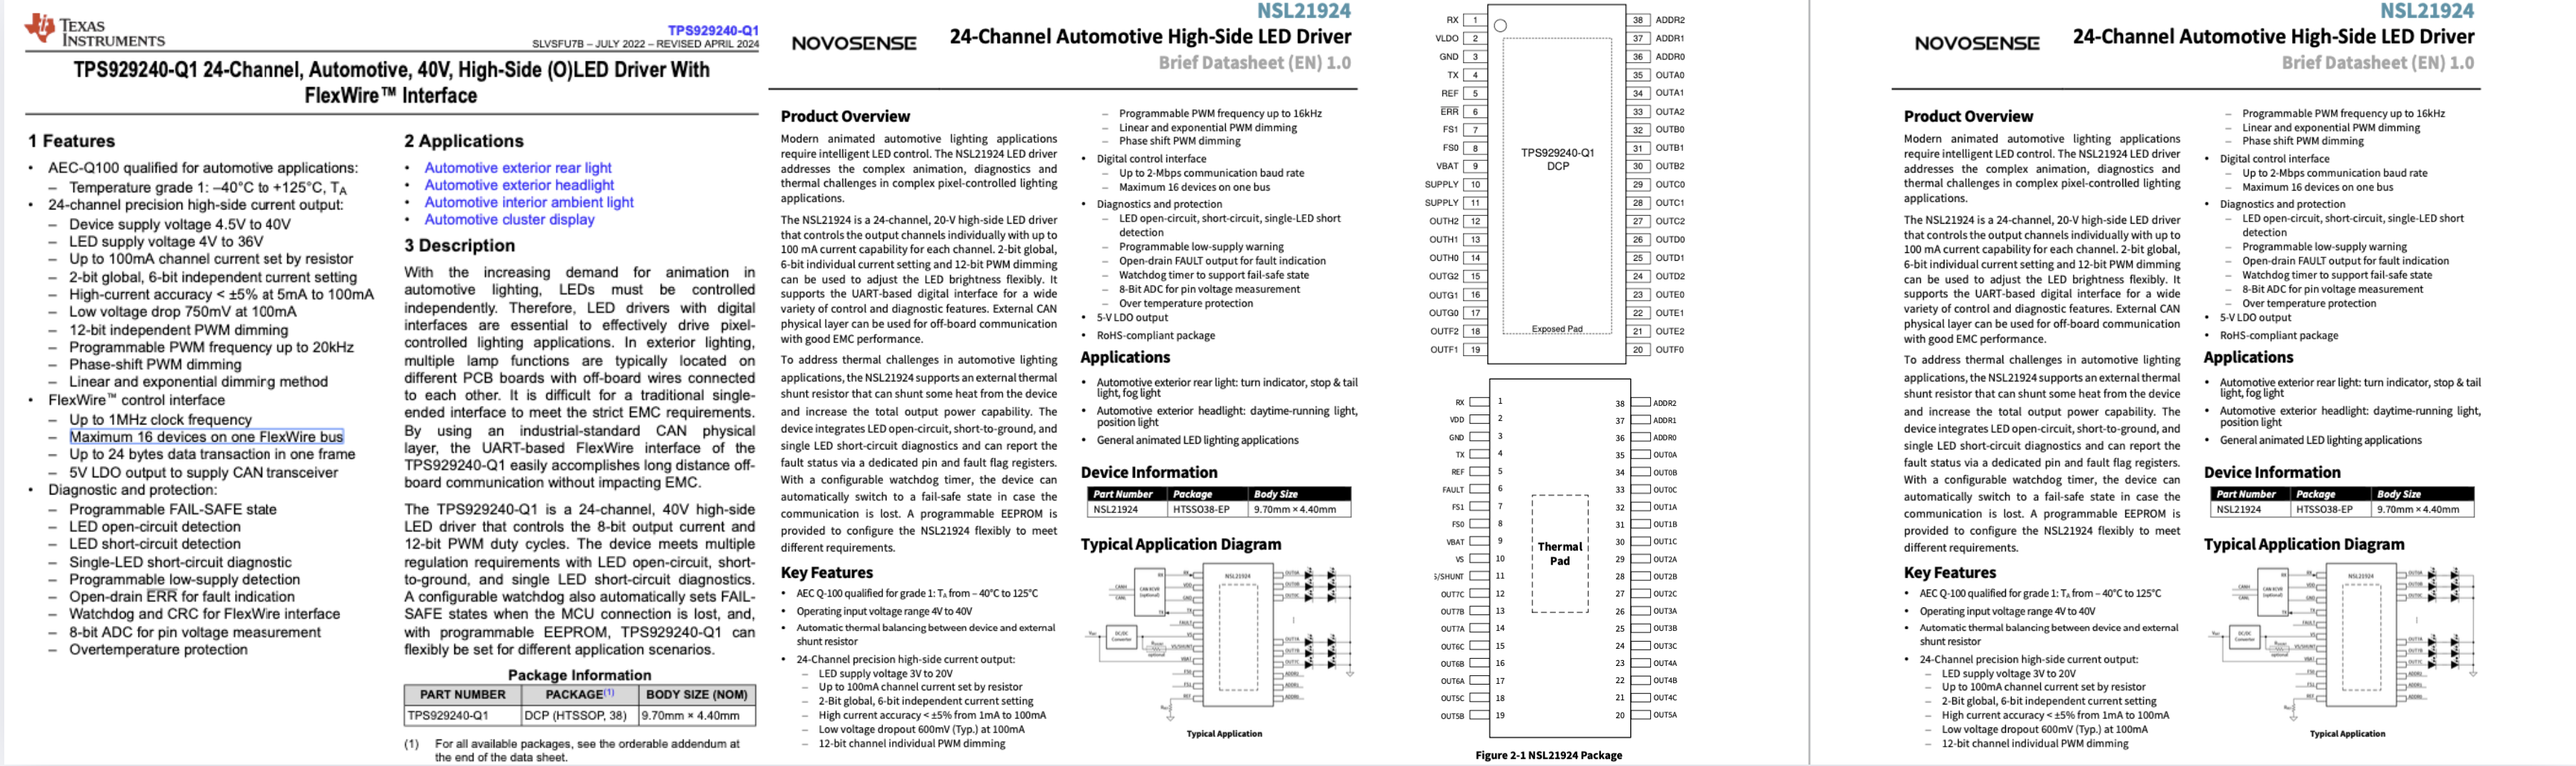 TEXAS
INSTRUMENTS
TPS929240-Q1
SLVSFU7B – JULY 2022 – REVISED APRIL 2024
TPS929240-Q1 24-Channel, Automotive, 40V, High-Side (O)LED Driver With
FlexWire™ Interface
1 Features
• AEC-Q100 qualified for automotive applications:
– Temperature grade 1: –40°C to +125°C, TA
• 24-channel precision high-side current output:
– Device supply voltage 4.5V to 40V
– LED supply voltage 4V to 36V
– Up to 100mA channel current set by resistor
– 2-bit global, 6-bit independent current setting
– High-current accuracy < ±5% at 5mA to 100mA
– Low voltage drop 750mV at 100mA
– 12-bit independent PWM dimming
– Programmable PWM frequency up to 20kHz
– Phase-shift PWM dimming
– Linear and exponential dimming method
• FlexWire™ control interface
– Up to 1MHz clock frequency
– Maximum 16 devices on one FlexWire bus
– Up to 24 bytes data transaction in one frame
– 5V LDO output to supply CAN transceiver
• Diagnostic and protection:
– Programmable FAIL-SAFE state
– LED open-circuit detection
– LED short-circuit detection
– Single-LED short-circuit diagnostic
– Programmable low-supply detection
– Open-drain ERR for fault indication
– Watchdog and CRC for FlexWire interface
– 8-bit ADC for pin voltage measurement
– Overtemperature protection
2 Applications
• Automotive exterior rear light
• Automotive exterior headlight
• Automotive interior ambient light
• Automotive cluster display
3 Description
With the increasing demand for animation in
automotive lighting, LEDs must be controlled
independently. Therefore, LED drivers with digital
interfaces are essential to effectively drive pixel-
controlled lighting applications. In exterior lighting,
multiple lamp functions are typically located on
different PCB boards with off-board wires connected
to each other. It is difficult for a traditional single-
ended interface to meet the strict EMC requirements.
By using an industrial-standard CAN physical
layer, the UART-based FlexWire interface of the
TPS929240-Q1 easily accomplishes long distance off-
board communication without impacting EMC.
The TPS929240-Q1 is a 24-channel, 40V high-side
LED driver that controls the 8-bit output current and
12-bit PWM duty cycles. The device meets multiple
regulation requirements with LED open-circuit, short-
to-ground, and single LED short-circuit diagnostics.
A configurable watchdog also automatically sets FAIL-
SAFE states when the MCU connection is lost, and,
with programmable EEPROM, TPS929240-Q1 can
flexibly be set for different application scenarios.
Package Information
PART NUMBER PACKAGE(1) BODY SIZE (NOM)
TPS929240-Q1 DCP (HTSSOP, 38) 9.70mm × 4.40mm
(1) For all available packages, see the orderable addendum at
the end of the data sheet.
NSL21924
NOVOSENSE
24-Channel Automotive High-Side LED Driver
Brief Datasheet (EN) 1.0
Product Overview
Modern animated automotive lighting applications
require intelligent LED control. The NSL21924 LED driver
addresses the complex animation, diagnostics and
thermal challenges in complex pixel-controlled lighting
applications.
The NSL21924 is a 24-channel, 20-V high-side LED driver
that controls the output channels individually with up to
100 mA current capability for each channel. 2-bit global,
6-bit individual current setting and 12-bit PWM dimming
can be used to adjust the LED brightness flexibly. It
supports the UART-based digital interface for a wide
variety of control and diagnostic features. External CAN
physical layer can be used for off-board communication
with good EMC performance.
To address thermal challenges in automotive lighting
applications, the NSL21924 supports an external thermal
shunt resistor that can shunt some heat from the device
and increase the total output power capability. The
device integrates LED open-circuit, short-to-ground, and
single LED short-circuit diagnostics and can report the
fault status via a dedicated pin and fault flag registers.
With a configurable watchdog timer, the device can
automatically switch to a fail-safe state in case the
communication is lost. A programmable EEPROM is
provided to configure the NSL21924 flexibly to meet
different requirements.
Key Features
• AEC Q-100 qualified for grade 1: TA from – 40°C to 125°C
• Operating input voltage range 4V to 40V
• Automatic thermal balancing between device and external
shunt resistor
• 24-Channel precision high-side current output:
– LED supply voltage 3V to 20V
– Up to 100mA channel current set by resistor
– 2-Bit global, 6-bit independent current setting
– High current accuracy < ±5% from 1mA to 100mA
– Low voltage dropout 600mV (Typ.) at 100mA
– 12-bit channel individual PWM dimming
– Programmable PWM frequency up to 16kHz
– Linear and exponential PWM dimming
– Phase shift PWM dimming
• Digital control interface
– Up to 2-Mbps communication baud rate
– Maximum 16 devices on one bus
• Diagnostics and protection
– LED open-circuit, short-circuit, single-LED short
detection
– Programmable low-supply warning
– Open-drain FAULT output for fault indication
– Watchdog timer to support fail-safe state
– 8-Bit ADC for pin voltage measurement
– Over temperature protection
• 5-V LDO output
• RoHS-compliant package
Applications
• Automotive exterior rear light: turn indicator, stop & tail
light, fog light
• Automotive exterior headlight: daytime-running light,
position light
• General animated LED lighting applications
Device Information
Part Number Package Body Size
NSL21924 HTSSO38-EP 9.70mm × 4.40mm
Typical Application Diagram
NSL21924
Typical Application
RX 1 38 ADDR2
VLDO 2 37 ADDR1
GND 3 36 ADDR0
TX 4 35 OUTA0
REF 5 34 OUTA1
ERR 6 33 OUTA2
FS1 7 32 OUTB0
FS0 8 31 OUTB1
VBAT 9 30 OUTB2
SUPPLY 10 29 OUTC0
SUPPLY 11 28 OUTC1
OUTH2 12 27 OUTC2
OUTH1 13 26 OUTD0
OUTH0 14 25 OUTD1
OUTG2 15 24 OUTD2
OUTG1 16 23 OUTE0
OUTG0 17 22 OUTE1
OUTF2 18 21 OUTE2
OUTF1 19 20 OUTF0
TPS929240-Q1
DCP
Exposed Pad
RX 1 38 ADDR2
VDD 2 37 ADDR1
GND 3 36 ADDR0
TX 4 35 OUT0A
REF 5 34 OUT0B
FAULT 6 33 OUT0C
FS1 7 32 OUT1A
FS0 8 31 OUT1B
VBAT 9 30 OUT1C
VS 10 29 OUT2A
S/SHUNT 11 28 OUT2B
OUT7C 12 27 OUT2C
OUT7B 13 26 OUT3A
OUT7A 14 25 OUT3B
OUT6C 15 24 OUT3C
OUT6B 16 23 OUT4A
OUT6A 17 22 OUT4B
OUT5C 18 21 OUT4C
OUT5B 19 20 OUT5A
Thermal
Pad
Figure 2-1 NSL21924 Package
NSL21924
NOVOSENSE
24-Channel Automotive High-Side LED Driver
Brief Datasheet (EN) 1.0
Product Overview
Modern animated automotive lighting applications
require intelligent LED control. The NSL21924 LED driver
addresses the complex animation, diagnostics and
thermal challenges in complex pixel-controlled lighting
applications.
The NSL21924 is a 24-channel, 20-V high-side LED driver
that controls the output channels individually with up to
100 mA current capability for each channel. 2-bit global,
6-bit individual current setting and 12-bit PWM dimming
can be used to adjust the LED brightness flexibly. It
supports the UART-based digital interface for a wide
variety of control and diagnostic features. External CAN
physical layer can be used for off-board communication
with good EMC performance.
To address thermal challenges in automotive lighting
applications, the NSL21924 supports an external thermal
shunt resistor that can shunt some heat from the device
and increase the total output power capability. The
device integrates LED open-circuit, short-to-ground, and
single LED short-circuit diagnostics and can report the
fault status via a dedicated pin and fault flag registers.
With a configurable watchdog timer, the device can
automatically switch to a fail-safe state in case the
communication is lost. A programmable EEPROM is
provided to configure the NSL21924 flexibly to meet
different requirements.
Key Features
• AEC Q-100 qualified for grade 1: TA from – 40°C to 125°C
• Operating input voltage range 4V to 40V
• Automatic thermal balancing between device and external
shunt resistor
• 24-Channel precision high-side current output:
– LED supply voltage 3V to 20V
– Up to 100mA channel current set by resistor
– 2-Bit global, 6-bit independent current setting
– High current accuracy < ±5% from 1mA to 100mA
– Low voltage dropout 600mV (Typ.) at 100mA
– 12-bit channel individual PWM dimming
– Programmable PWM frequency up to 16kHz
– Linear and exponential PWM dimming
– Phase shift PWM dimming
• Digital control interface
– Up to 2-Mbps communication baud rate
– Maximum 16 devices on one bus
• Diagnostics and protection
– LED open-circuit, short-circuit, single-LED short
detection
– Programmable low-supply warning
– Open-drain FAULT output for fault indication
– Watchdog timer to support fail-safe state
– 8-Bit ADC for pin voltage measurement
– Over temperature protection
• 5-V LDO output
• RoHS-compliant package
Applications
• Automotive exterior rear light: turn indicator, stop & tail
light, fog light
• Automotive exterior headlight: daytime-running light,
position light
• General animated LED lighting applications
Device Information
Part Number Package Body Size
NSL21924 HTSSO38-EP 9.70mm × 4.40mm
Typical Application Diagram
NSL21924
Typical Application